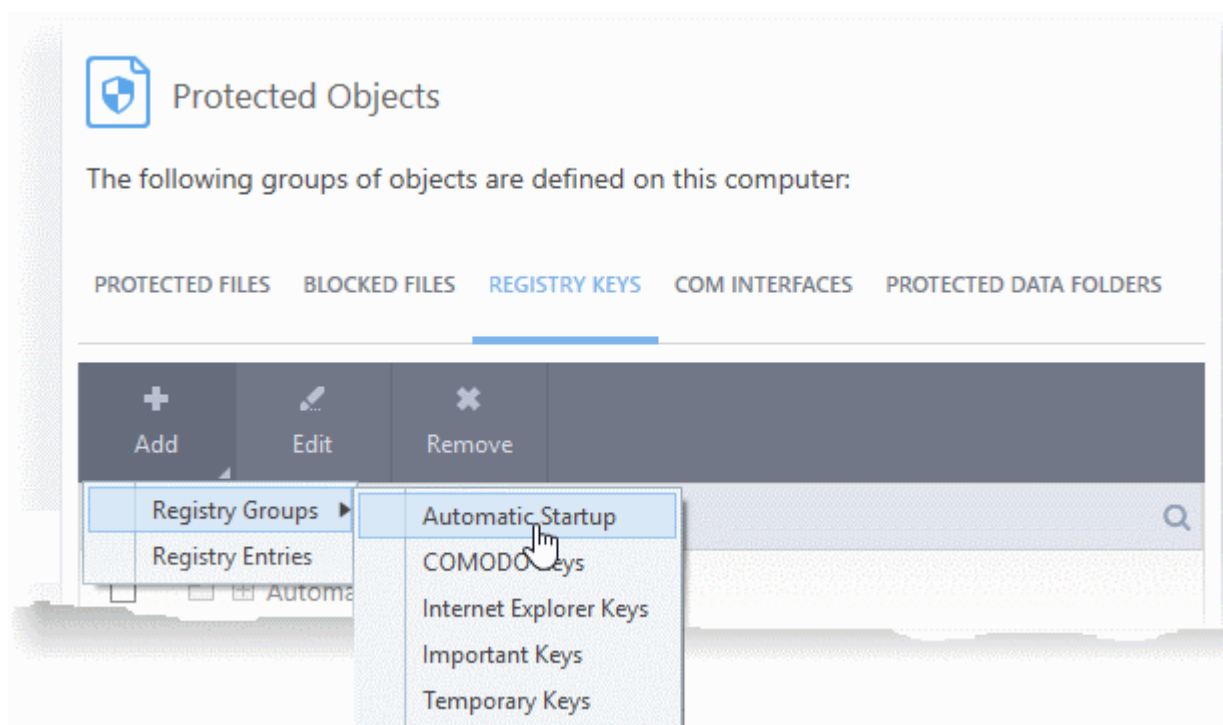 Protected Objects
The following groups of objects are defined on this computer:
PROTECTED FILES BLOCKED FILES REGISTRY KEYS COM INTERFACES PROTECTED DATA FOLDERS
Add Edit Remove
Registry Groups
Registry Entries
Automatic Startup
COMODO Keys
Internet Explorer Keys
Important Keys
Temporary Keys